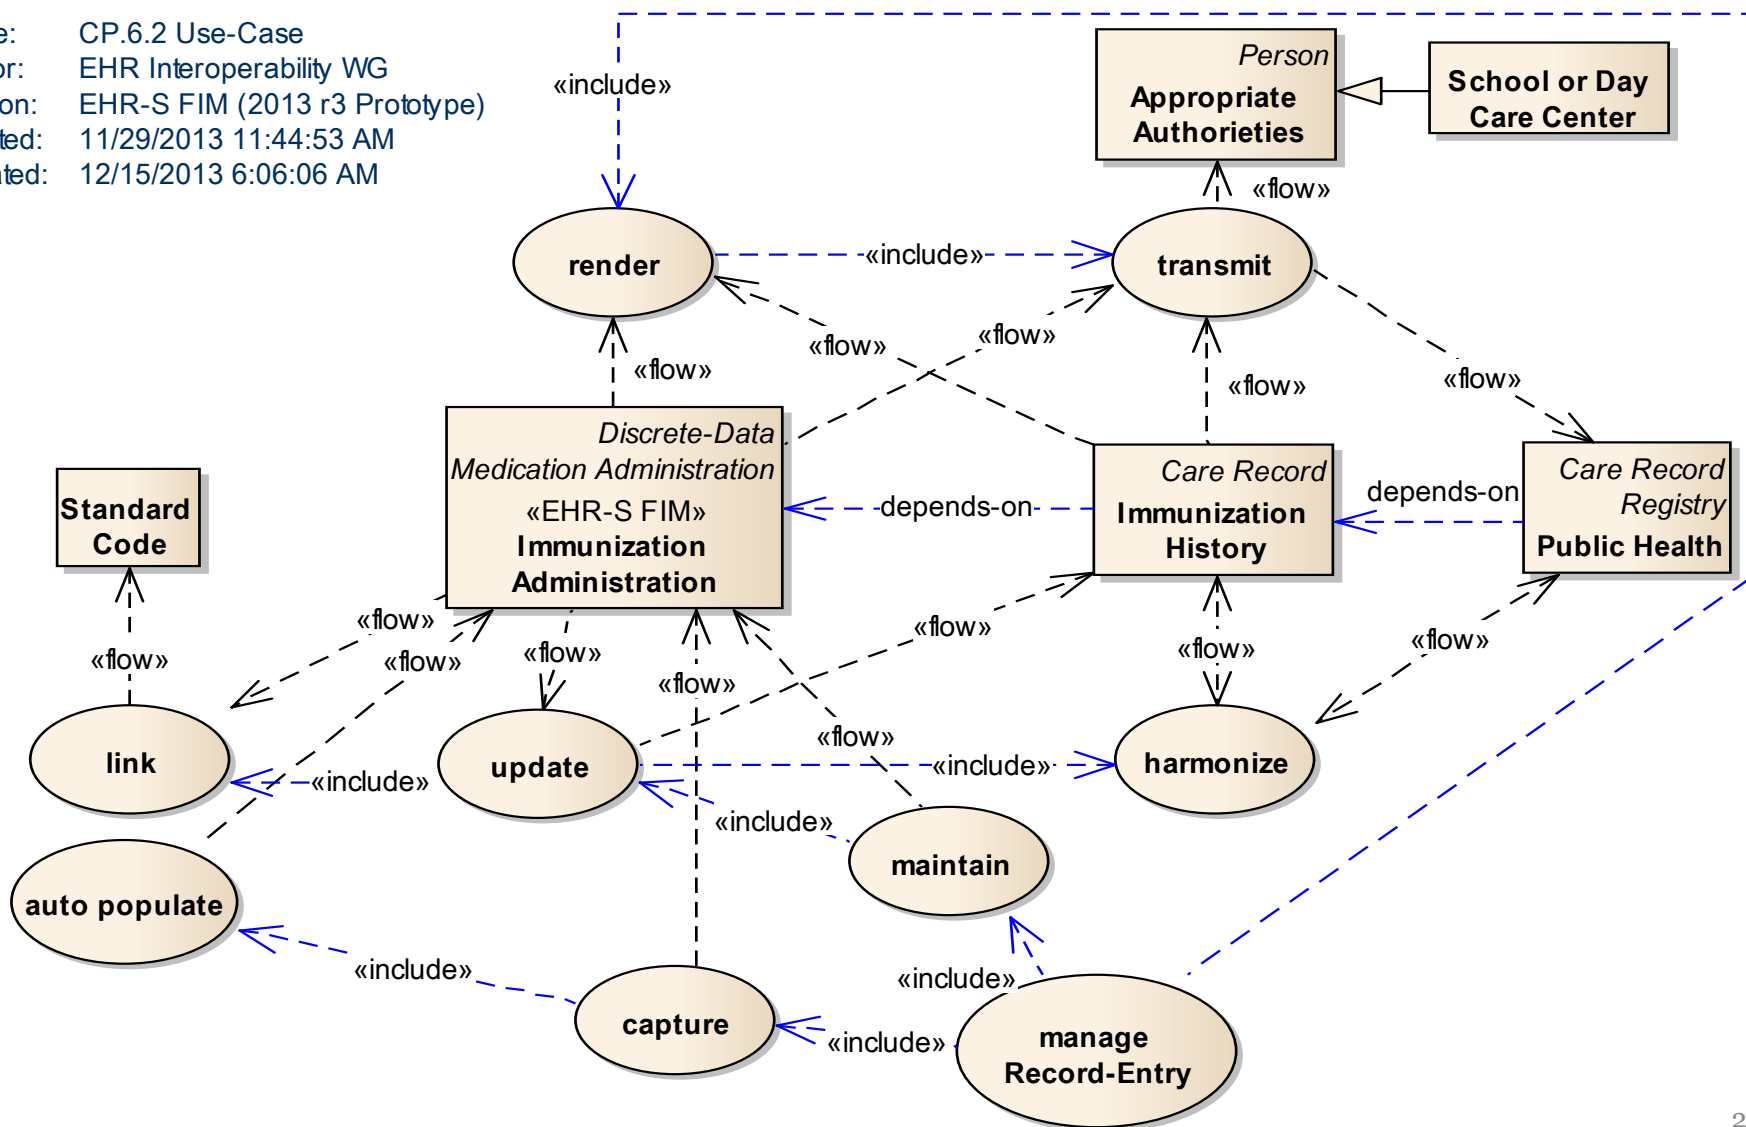 e: CP.6.2 Use-Case
or: EHR Interoperability WG
on: EHR-S FIM (2013 r3 Prototype)
ted: 11/29/2013 11:44:53 AM
ated: 12/15/2013 6:06:06 AM
«include»
Person
Appropriate
Authorieties
School or Day
Care Center
«flow»
render
«include»
transmit
«flow»
«flow»
«flow»
«flow»
«flow»
Discrete-Data
Medication Administration
«EHR-S FIM»
Immunization
Administration
Care Record
Immunization
History
Care Record
Registry
Public Health
depends-on
depends-on
Standard
Code
«flow»
«flow»
«flow»
«flow»
«flow»
«flow»
«flow»
«flow»
link
«include»
update
«flow»
«include»
harmonize
«include»
maintain
auto populate
«include»
capture
«include»
«include»
manage
Record-Entry
2